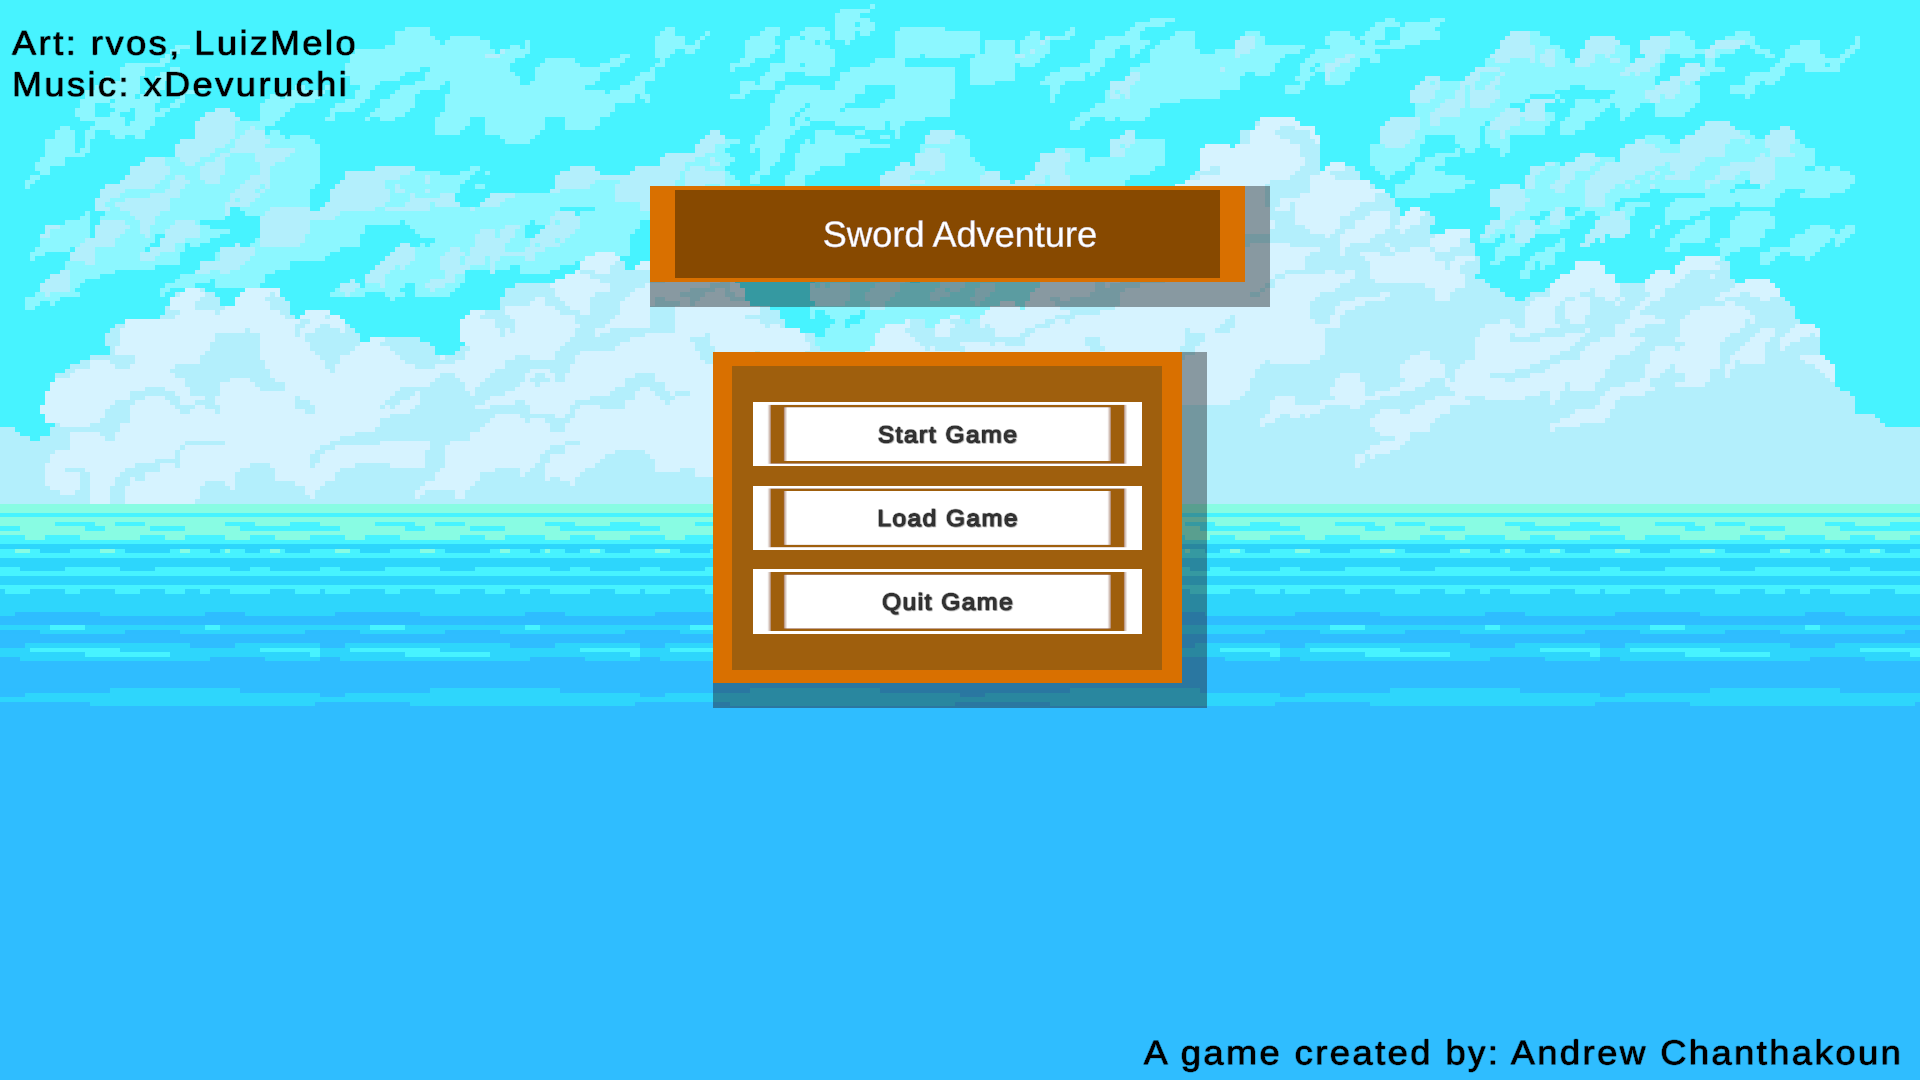 Art: rvos, LuizMelo
Music: xDevuruchi
Sword Adventure
Start Game
Load Game
Quit Game
A game created by: Andrew Chanthakoun